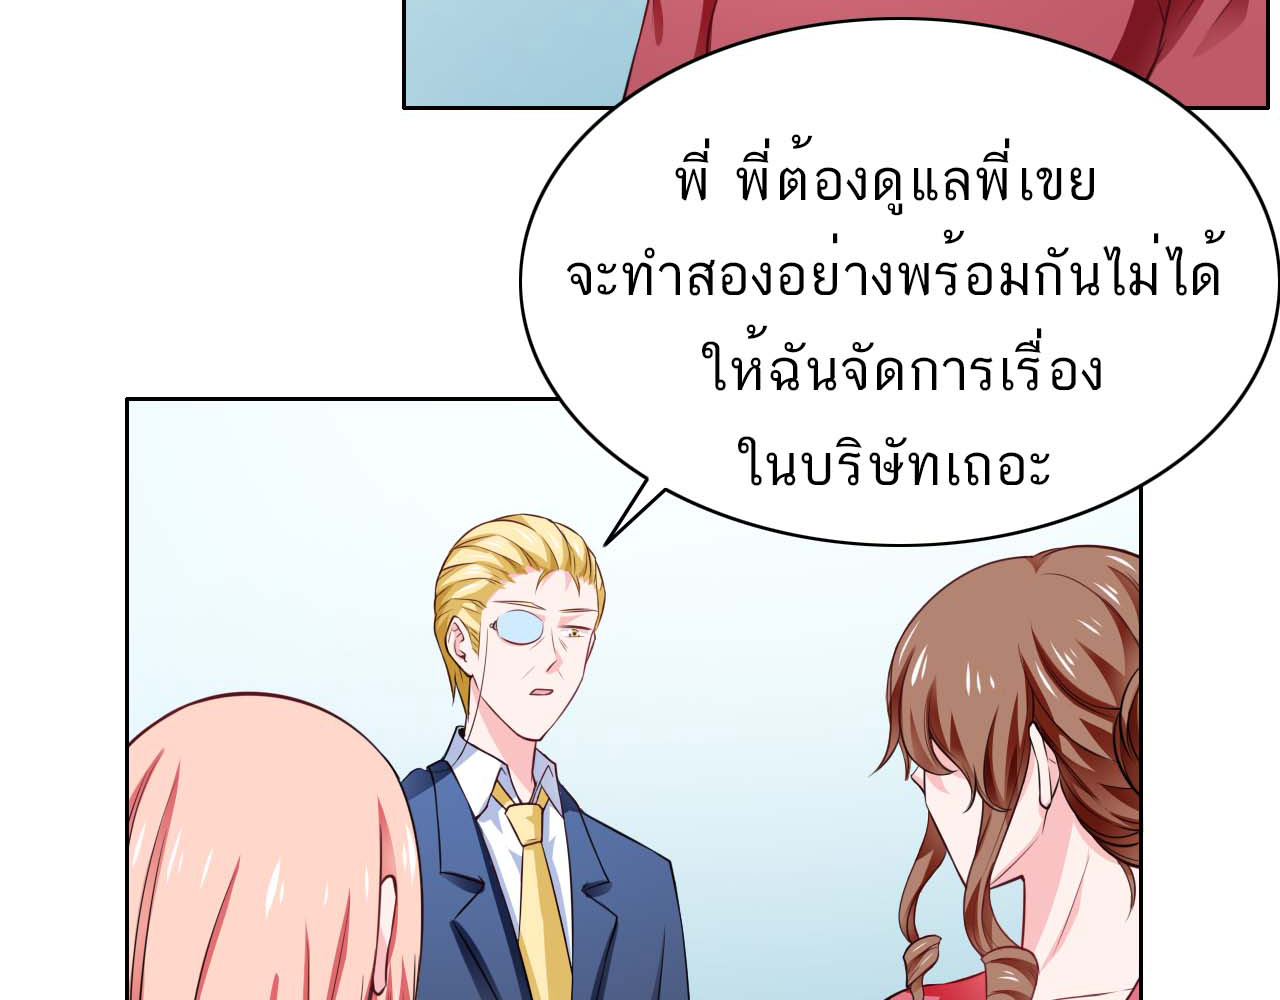 พี่ พี่ต้องดูแลพี่เขย
จะทำสองอย่างพร้อมกันไม่ได้
ให้ฉันจัดการเรื่อง
ในบริษัทเถอะ